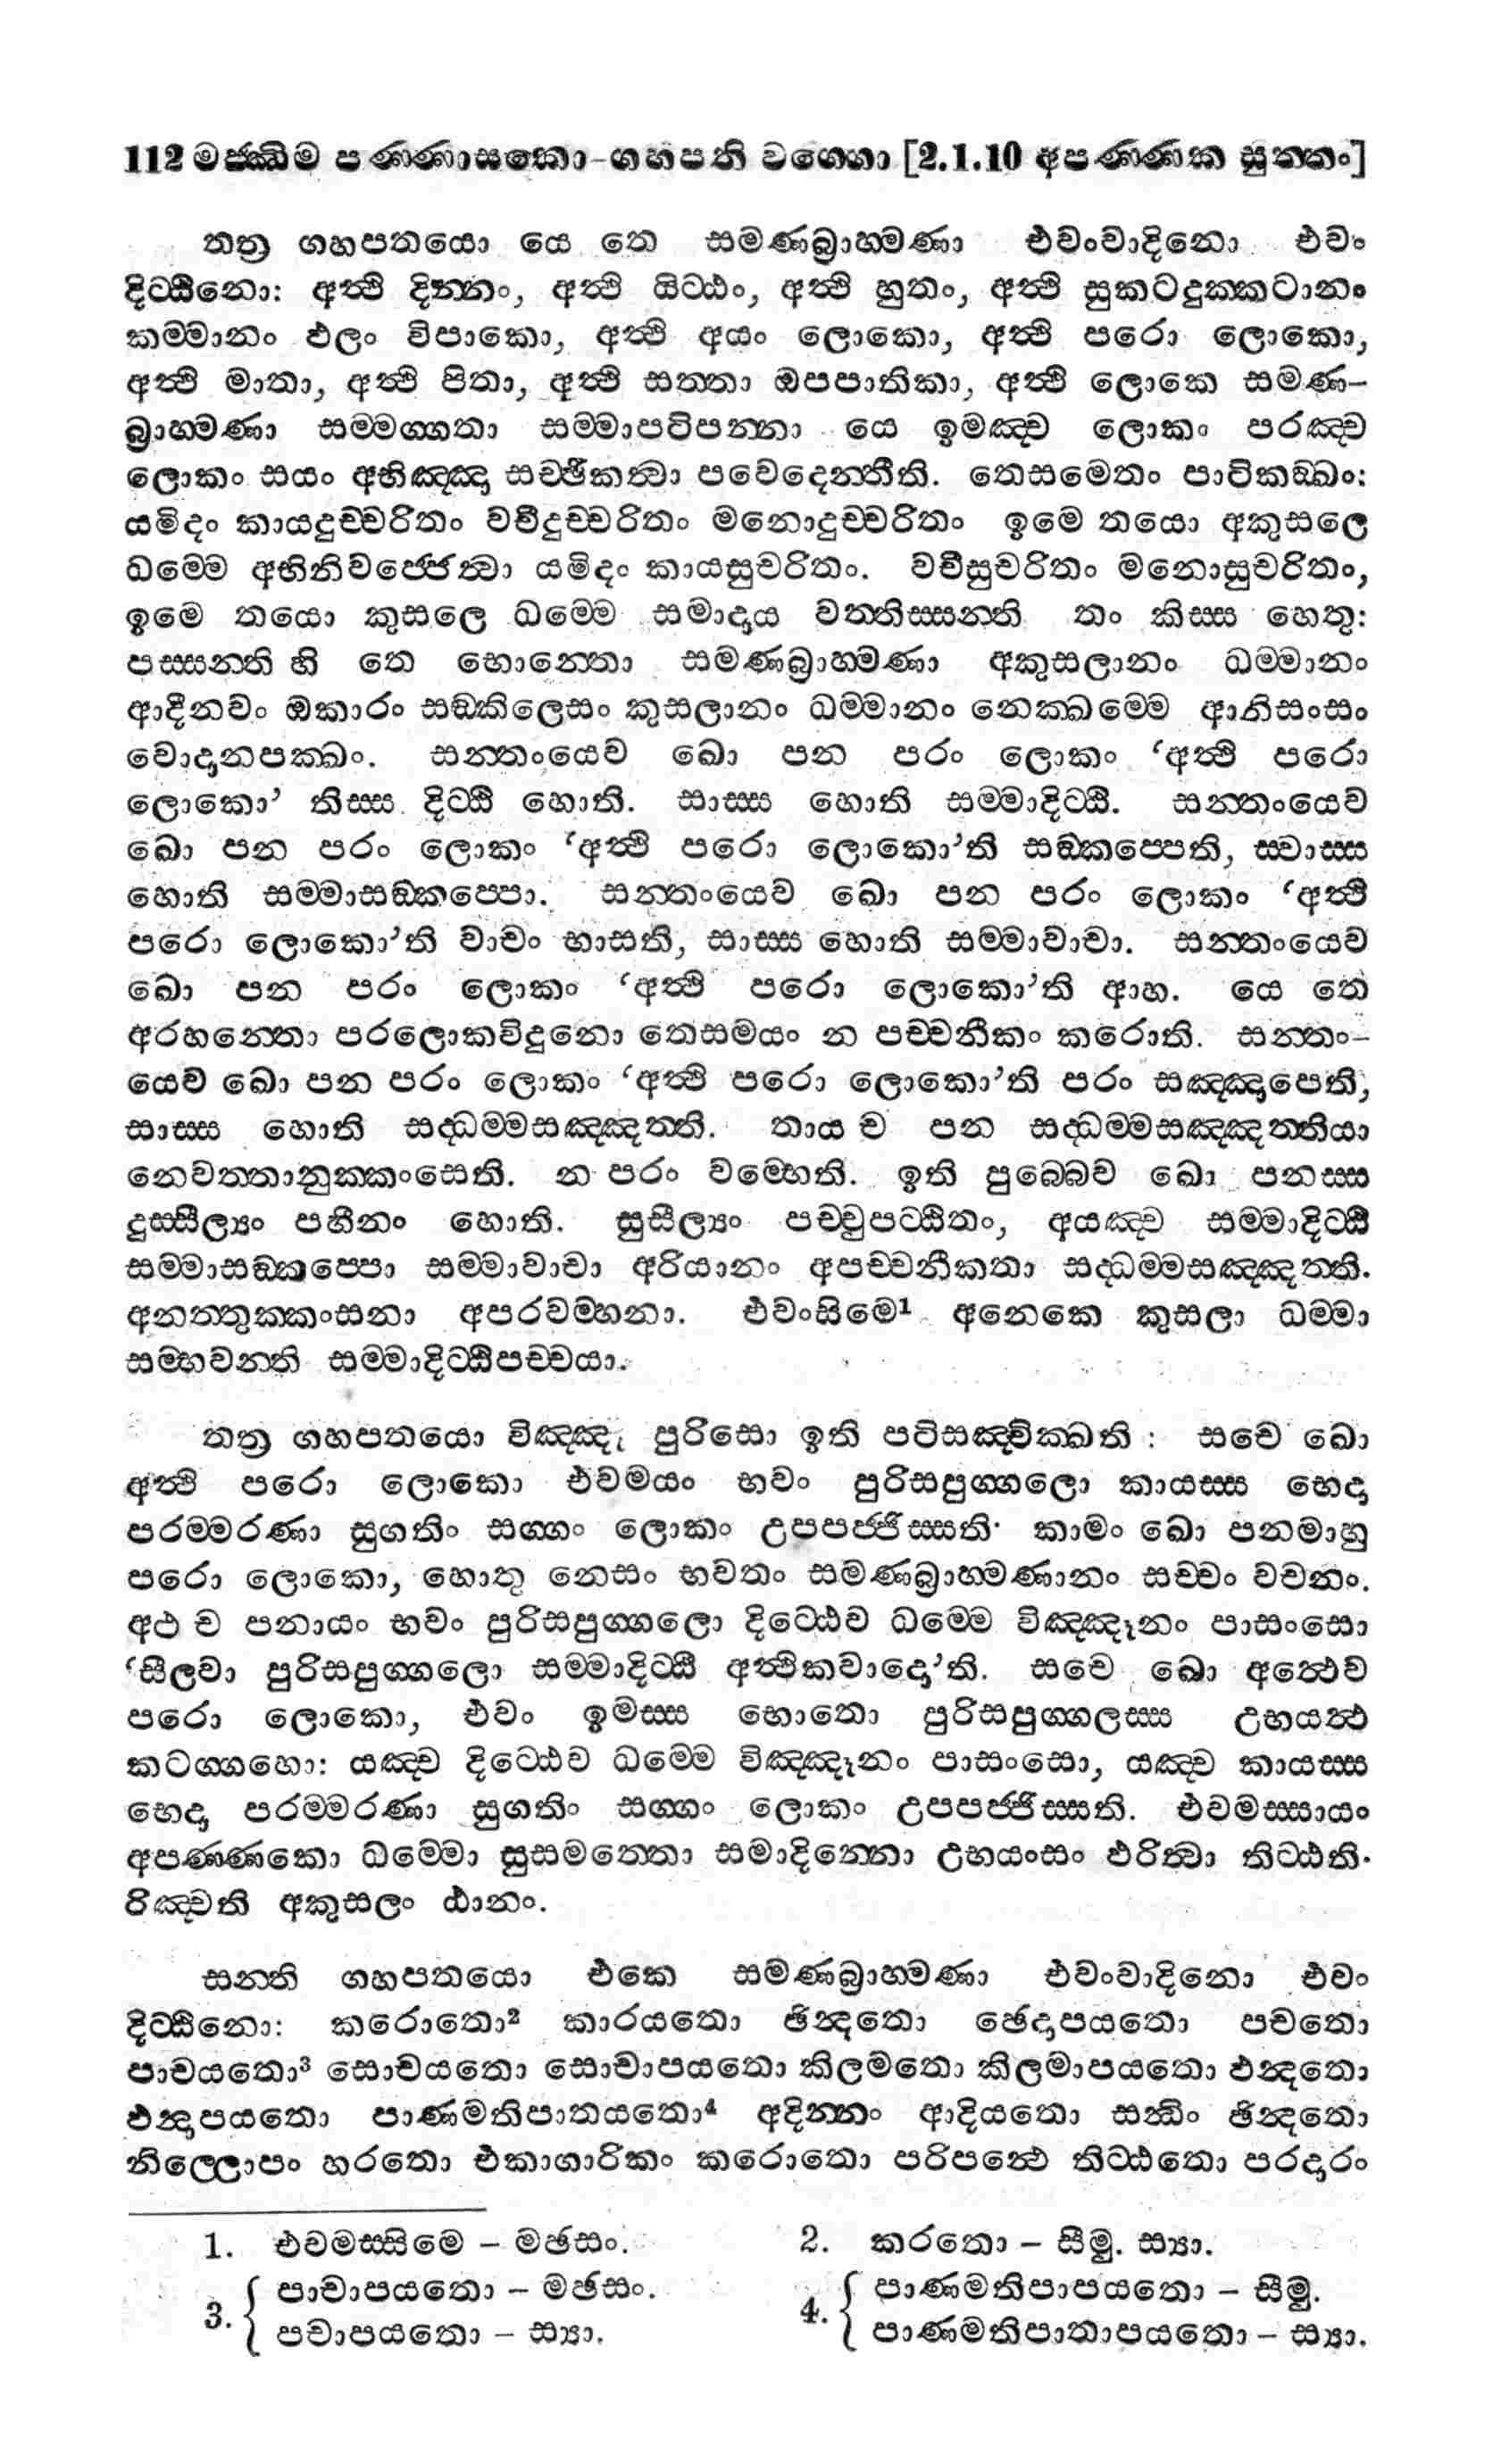 112 මජ්ඣිම පණ්ණාසකො-ගහපති වග්ගො [2.1.10 අපණ්ණක සුත්තං]
තත්‍ර ගහපතයො යෙ තෙ සමණබ්‍රාහ්මණා එවංවාදිනො එවං
දිට්ඨිනො: අත්ථි දින්නං, අත්ථි යිට්ඨං, අත්ථි හුතං, අත්ථි සුකටදුක්කටානං
කම්මානං ඵලං විපාකො, අත්ථි අයං ලොකො, අත්ථි පරො ලොකො,
අත්ථි මාතා, අත්ථි පිතා, අත්ථි සත්තා ඔපපාතිකා, අත්ථි ලොකෙ සමණ-
බ්‍රාහ්මණා සම්මග්ගතා සම්මාපටිපන්නා යෙ ඉමඤ්ච ලොකං පරඤ්ච
ලොකං සයං අභිඤ්ඤා සච්ඡිකත්‍වා පවෙදෙන්තීති. තෙසමෙතං පාටිකඞ්ඛං:
යමිදං කායදුච්චරිතං වචීදුච්චරිතං මනොදුච්චරිතං ඉමෙ තයො අකුසලෙ
ධම්මෙ අභිනිවජ්ජෙත්‍වා යමිදං කායසුචරිතං. වචීසුචරිතං මනොසුචරිතං,
ඉමෙ තයො කුසලෙ ධම්මෙ සමාදාය වත්තිස්සන්ති තං කිස්ස හෙතු:
පස්සන්ති හි තෙ භොන්තො සමණබ්‍රාහ්මණා අකුසලානං ධම්මානං
ආදීනවං ඔකාරං සඞ්කිලෙසං කුසලානං ධම්මානං නෙක්ඛම්මෙ ආනිසංසං
වොදානපක්ඛං. සන්තංයෙව ඛො පන පරං ලොකං ‘අත්ථි පරො
ලොකො’ තිස්ස දිට්ඨි හොති. සාස්ස හොති සම්මාදිට්ඨි. සන්තංයෙව
ඛො පන පරං ලොකං ‘අත්ථි පරො ලොකො’ති සඞ්කප්පෙති, ස්වාස්ස
හොති සම්මාසඞ්කප්පො. සන්තංයෙව ඛො පන පරං ලොකං ‘අත්ථි
පරො ලොකො’ති වාචං භාසති, සාස්ස හොති සම්මාවාචා. සන්තංයෙව
ඛො පන පරං ලොකං ‘අත්ථි පරො ලොකො’ති ආහ. යෙ තෙ
අරහන්තො පරලොකවිදුනො තෙසමයං න පච්චනීකං කරොති. සන්තං-
යෙව ඛො පන පරං ලොකං ‘අත්ථි පරො ලොකො’ති පරං සඤ්ඤාපෙති,
සාස්ස හොති සද්ධම්මසඤ්ඤත්ති. තාය ච පන සද්ධම්මසඤ්ඤත්තියා
නෙවත්තානුක්කංසෙති. න පරං වම්භෙති. ඉති පුබ්බෙව ඛො පනස්ස
දුස්සීල්‍යං පහීනං හොති. සුසීල්‍යං පච්චුපට්ඨිතං, අයඤ්ච සම්මාදිට්ඨි
සම්මාසඞ්කප්පො සම්මාවාචා අරියානං අපච්චනීකතා සද්ධම්මසඤ්ඤත්ති.
අනත්තුක්කංසනා අපරවම්හනා. එවංසිමෙ¹ අනෙකෙ කුසලා ධම්මා
සම්භවන්ති සම්මාදිට්ඨිපච්චයා.
තත්‍ර ගහපතයො විඤ්ඤූ පුරිසො ඉති පටිසඤ්චික්ඛති : සචෙ ඛො
අත්ථි පරො ලොකො එවමයං භවං පුරිසපුග්ගලො කායස්ස භෙදා
පරම්මරණා සුගතිං සග්ගං ලොකං උපපජ්ජිස්සති. කාමං ඛො පනමාහු
පරො ලොකො, හොතු නෙසං භවතං සමණබ්‍රාහ්මණානං සච්චං වචනං.
අථ ච පනායං භවං පුරිසපුග්ගලො දිට්ඨෙව ධම්මෙ විඤ්ඤූනං පාසංසො
‘සීලවා පුරිසපුග්ගලො සම්මාදිට්ඨි අත්ථිකවාදො’ති. සචෙ ඛො අත්ථෙව
පරො ලොකො, එවං ඉමස්ස භොතො පුරිසපුග්ගලස්ස උභයත්ථ
කටග්ගහො: යඤ්ච දිට්ඨෙව ධම්මෙ විඤ්ඤූනං පාසංසො, යඤ්ච කායස්ස
භෙදා පරම්මරණා සුගතිං සග්ගං ලොකං උපපජ්ජිස්සති. එවමස්සායං
අපණ්ණකො ධම්මො සුසමත්තො සමාදින්නො උභයංසං ඵරිත්‍වා තිට්ඨති.
රිඤ්චති අකුසලං ඨානං.
සන්ති ගහපතයො එකෙ සමණබ්‍රාහ්මණා එවංවාදිනො එවං
දිට්ඨිනො: කරොතො² කාරයතො ඡින්දතො ඡෙදාපයතො පචතො
පාචයතො³ සොචයතො සොචාපයතො කිලමතො කිලමාපයතො ඵන්දතො
ඵන්දාපයතො පාණමතිපාතයතො⁴ අදින්නං ආදියතො සන්ධිං ඡින්දතො
නිල්ලොපං හරතො එකාගාරිකං කරොතො පරිපන්ථෙ තිට්ඨතො පරදාරං
1. එවමස්සිමෙ – මඡසං. 2. කරතො – සීමු. ස්‍යා.
3. { පාචාපයතො – මඡසං. 4. { පාණමතිපාපයතො – සීමු.
පචාපයතො – ස්‍යා. පාණමතිපාතාපයතො – ස්‍යා.